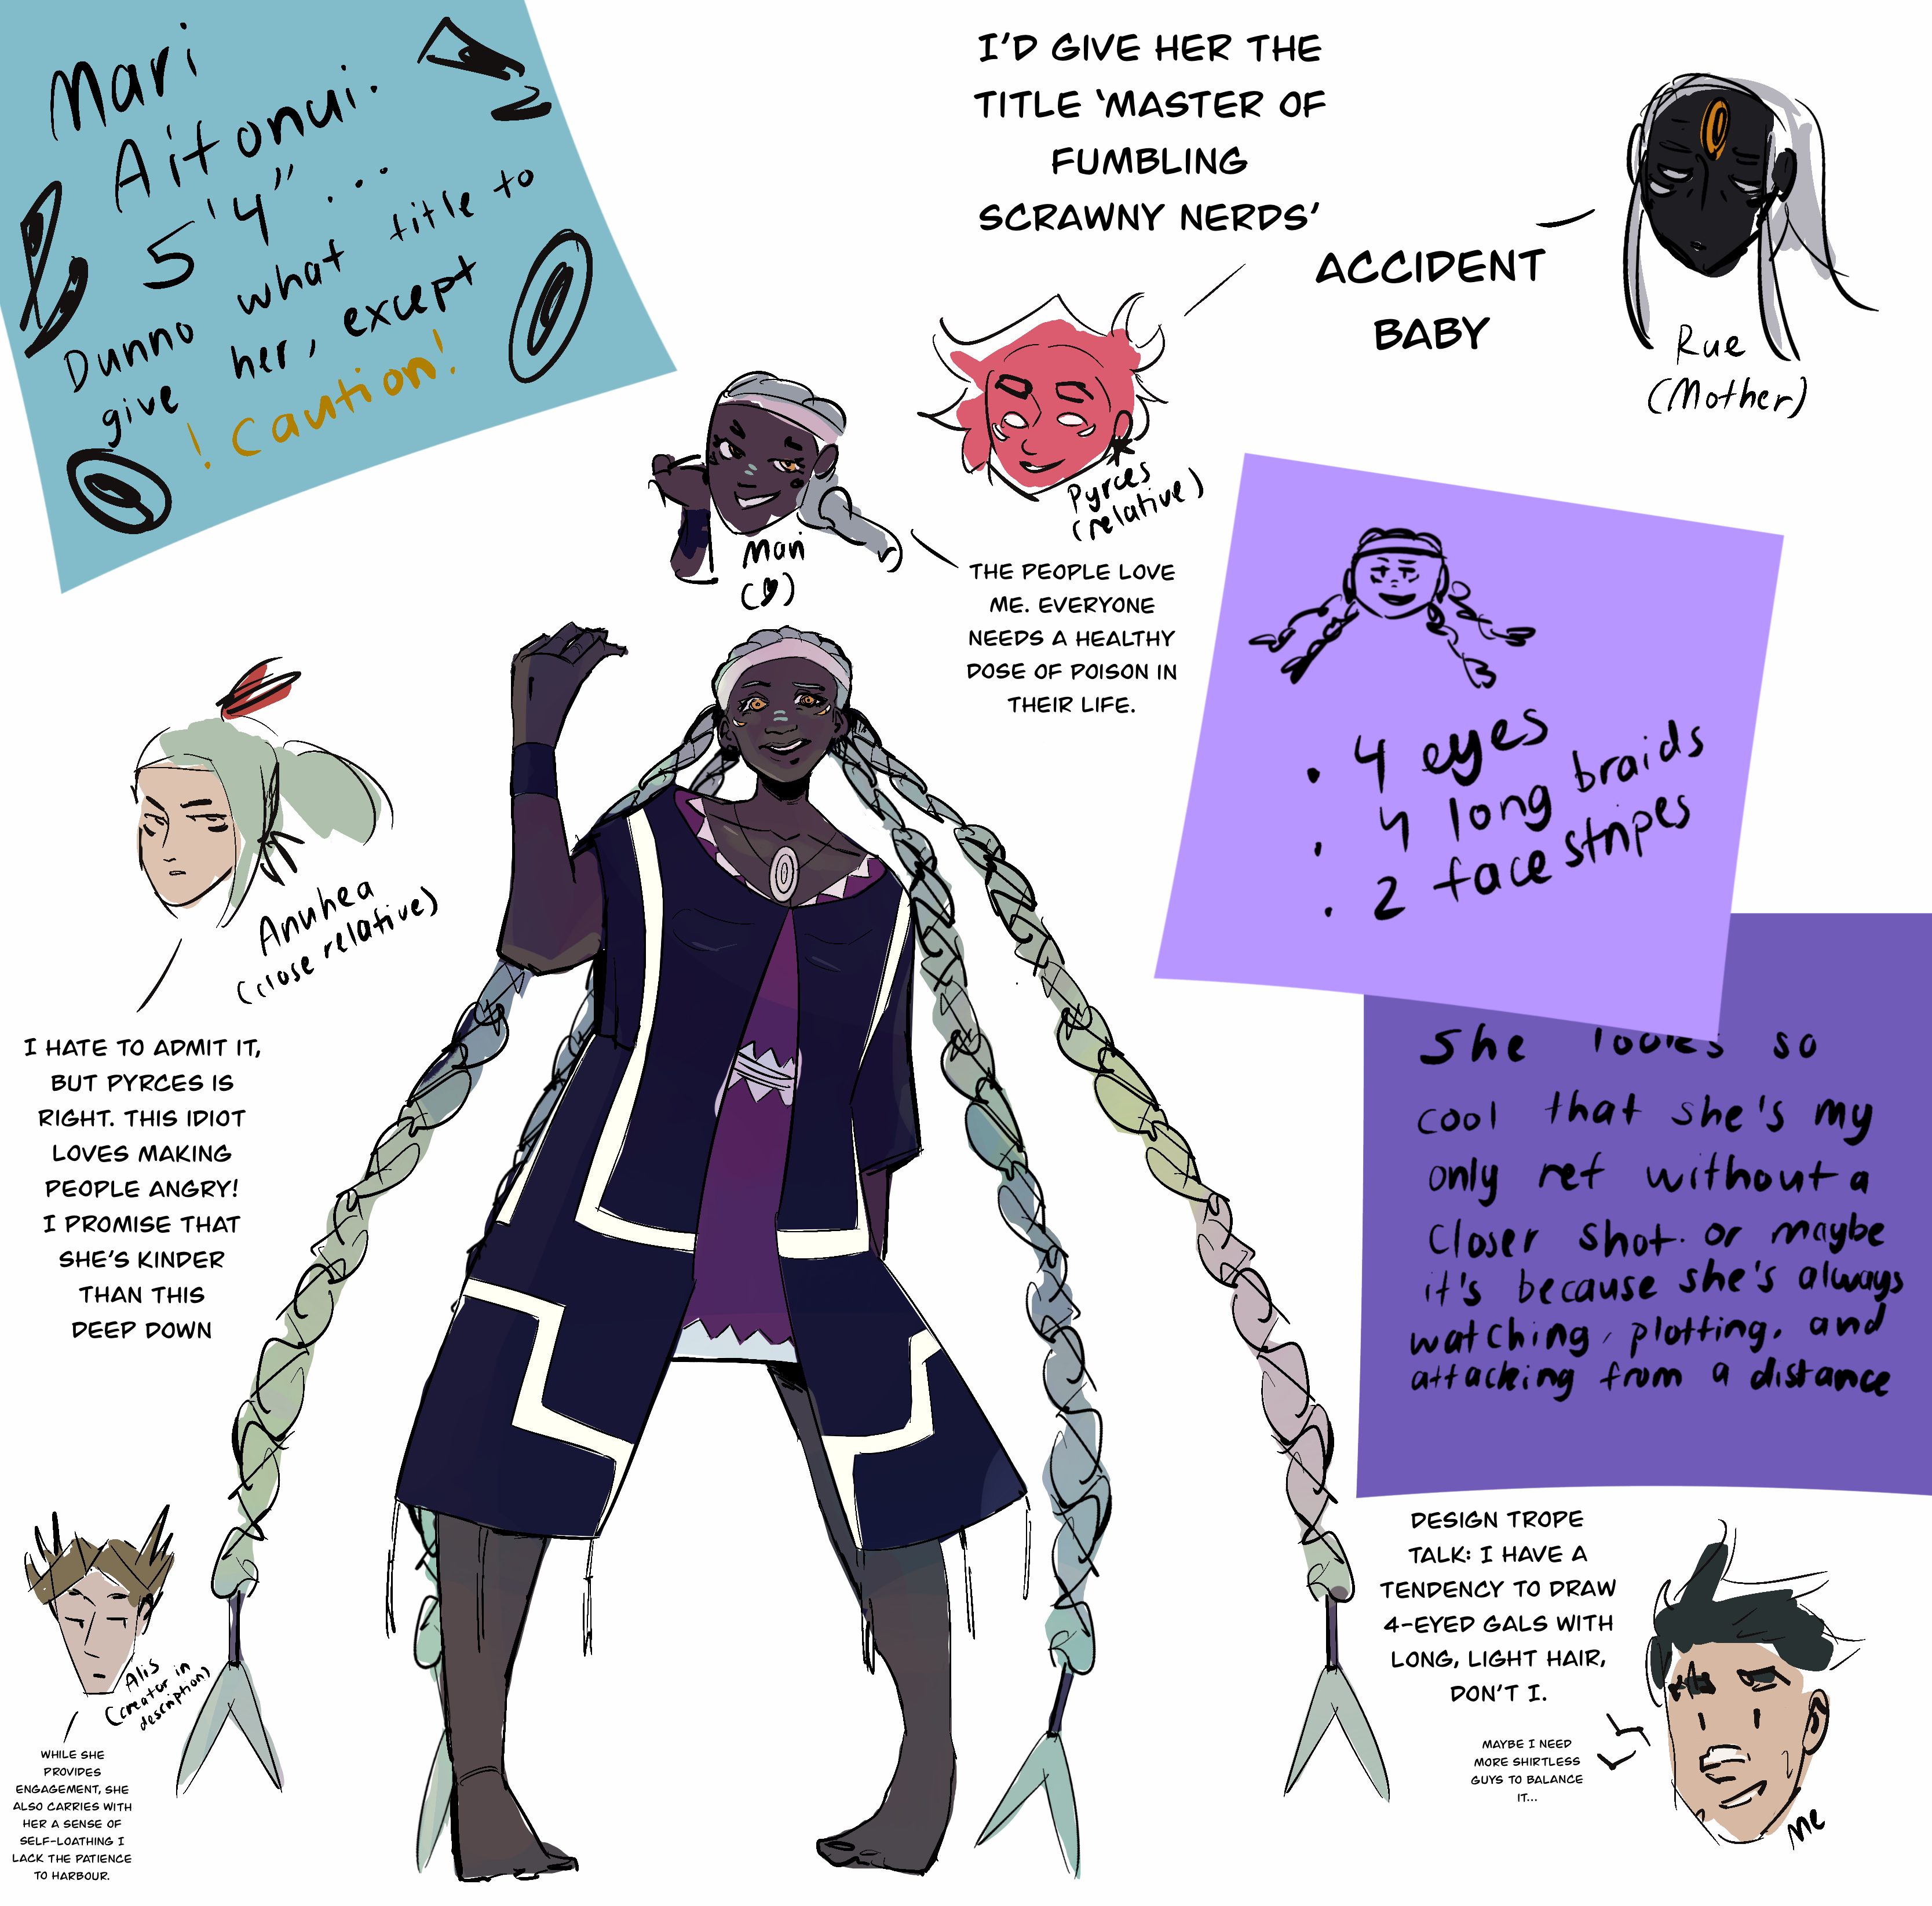 Mari
Aitonui.
5'4"...
Dunno what title to
give her, except
! caution!
I'D GIVE HER THE
TITLE 'MASTER OF
FUMBLING
SCRAWNY NERDS'
ACCIDENT
BABY
Rue
(Mother)
Pyrces
(relative)
Mari
THE PEOPLE LOVE
ME. EVERYONE
NEEDS A HEALTHY
DOSE OF POISON IN
THEIR LIFE.
• 4 eyes
• 4 long braids
• 2 face stripes
Anuhea
(close relative)
I HATE TO ADMIT IT,
BUT PYRCES IS
RIGHT. THIS IDIOT
LOVES MAKING
PEOPLE ANGRY!
I PROMISE THAT
SHE'S KINDER
THAN THIS
DEEP DOWN
she looks so
cool that she's my
only ref without a
closer shot. or maybe
it's because she's always
watching, plotting, and
attacking from a distance
Alis
(creator in
description)
WHILE SHE
PROVIDES
ENGAGEMENT, SHE
ALSO CARRIES WITH
HER A SENSE OF
SELF-LOATHING I
LACK THE PATIENCE
TO HARBOUR.
DESIGN TROPE
TALK: I HAVE A
TENDENCY TO DRAW
4-EYED GALS WITH
LONG, LIGHT HAIR,
DON'T I.
MAYBE I NEED
MORE SHIRTLESS
GUYS TO BALANCE
IT...
Me